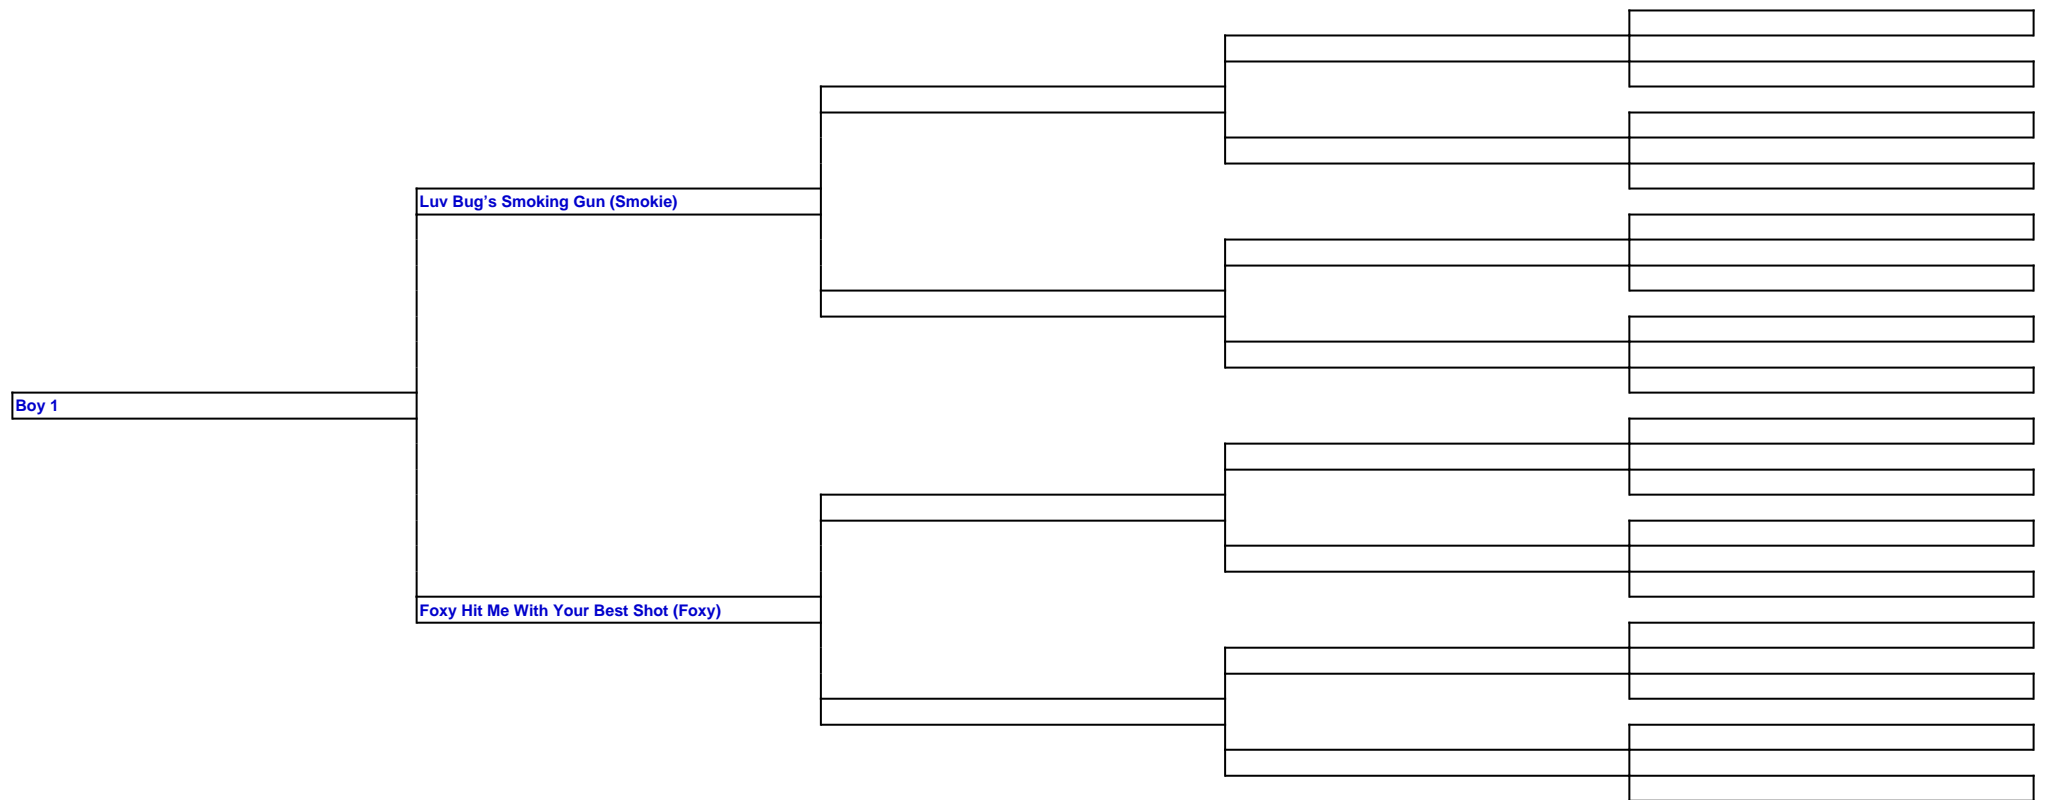 Luv Bug’s Smoking Gun (Smokie)
Boy 1
Foxy Hit Me With Your Best Shot (Foxy)